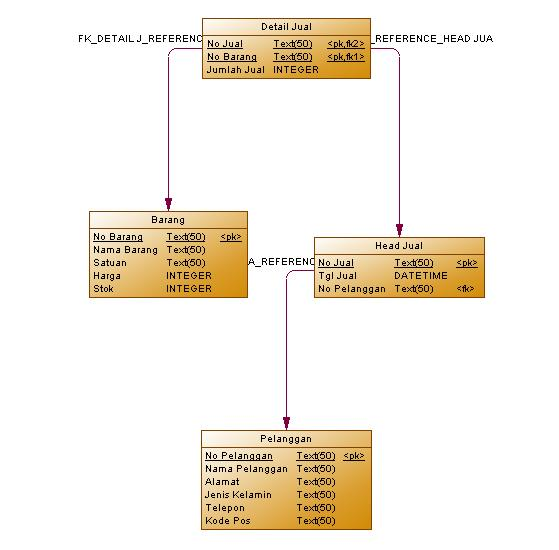 Detail Jual
FK_DETAIL J_REFERENC
_REFERENCE_HEAD JUA
No Jual Text(50) <pk,fk2>
No Barang Text(50) <pk,fk1>
Jumlah Jual INTEGER
Barang
No Barang Text(50) <pk>
Nama Barang Text(50)
Satuan Text(50)
Harga INTEGER
Stok INTEGER
Head Jual
A_REFERENC
No Jual Text(50) <pk>
Tgl Jual DATETIME
No Pelanggan Text(50) <fk>
Pelanggan
No Pelanggan Text(50) <pk>
Nama Pelanggan Text(50)
Alamat Text(50)
Jenis Kelamin Text(50)
Telepon Text(50)
Kode Pos Text(50)